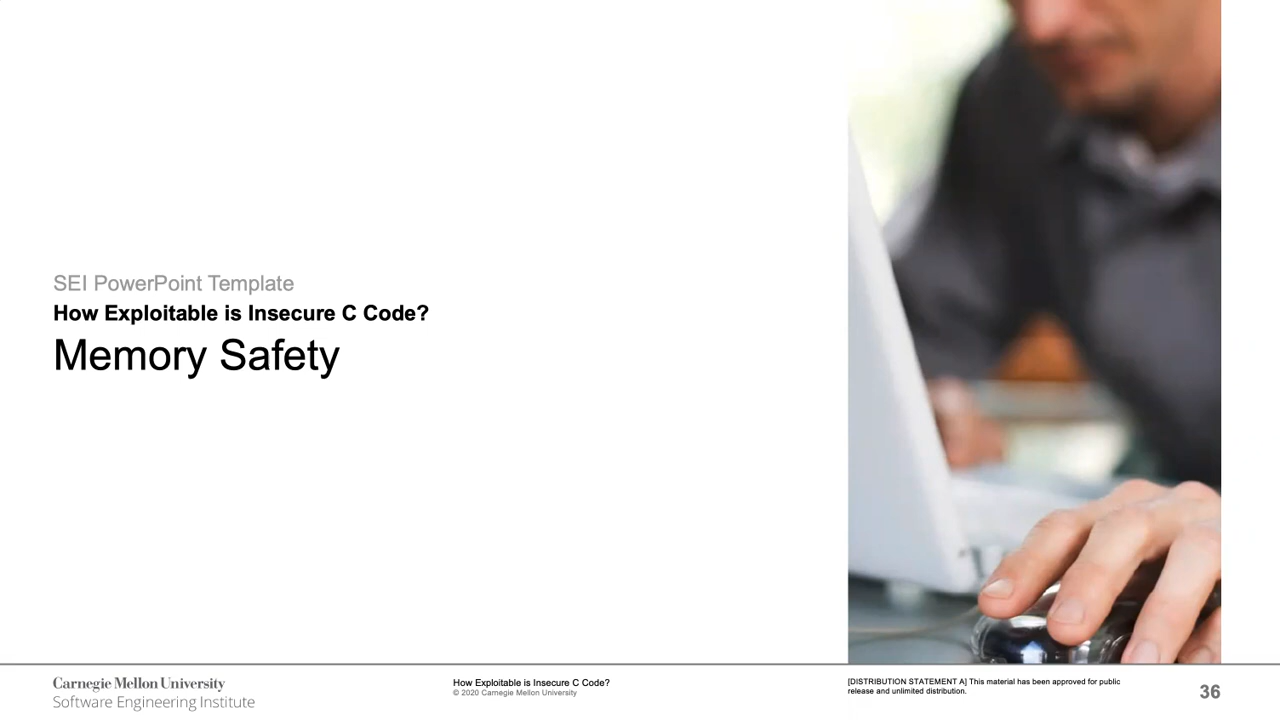 SEI PowerPoint Template
How Exploitable is Insecure C Code?
Memory Safety
Carnegie Mellon University
Software Engineering Institute
How Exploitable is Insecure C Code?
© 2020 Carnegie Mellon University
[DISTRIBUTION STATEMENT A] This material has been approved for public
release and unlimited distribution.
36